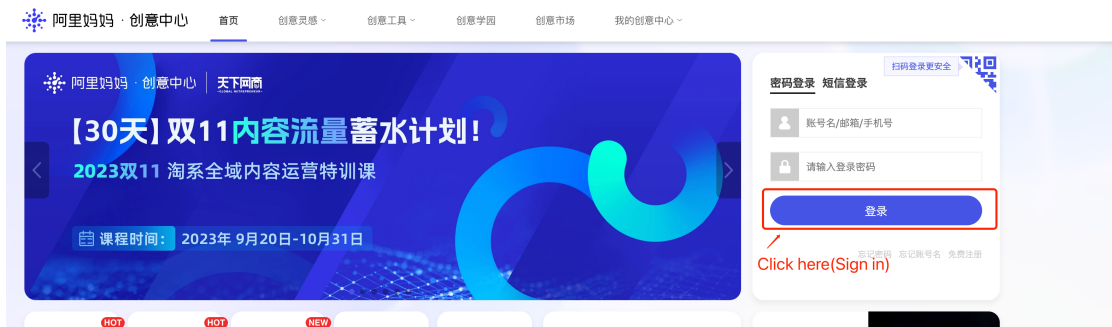 阿里妈妈 · 创意中心 首页 创意灵感 创意工具 创意学园 创意市场 我的创意中心
阿里妈妈 · 创意中心 天下网商
【30天】双11内容流量蓄水计划！
2023双11 淘系全域内容运营特训课
课程时间： 2023年 9月20日-10月31日
扫码登录更安全
密码登录 短信登录
账号名/邮箱/手机号
请输入登录密码
登录
忘记密码 忘记账号名 免费注册
Click here(Sign in)
HOT HOT NEW